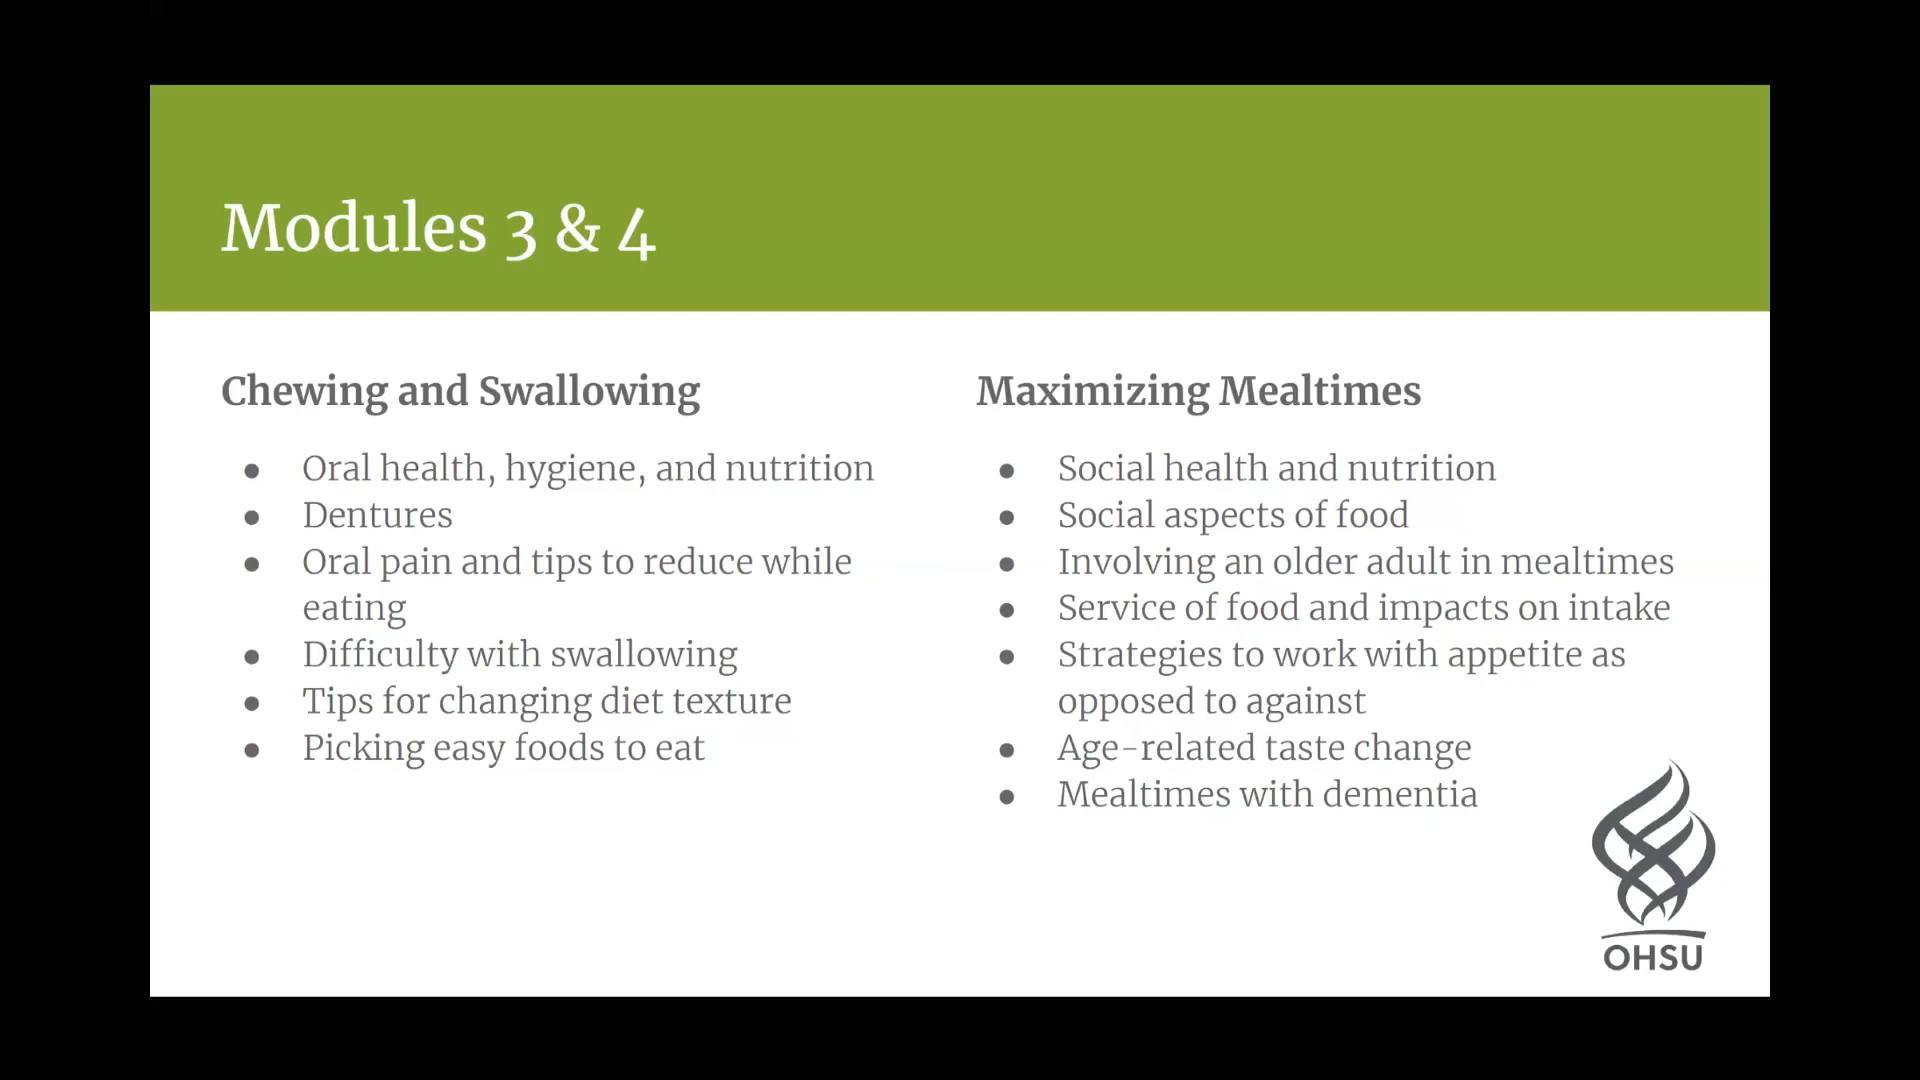 Modules 3 & 4
Chewing and Swallowing
● Oral health, hygiene, and nutrition
● Dentures
● Oral pain and tips to reduce while
eating
● Difficulty with swallowing
● Tips for changing diet texture
● Picking easy foods to eat
Maximizing Mealtimes
● Social health and nutrition
● Social aspects of food
● Involving an older adult in mealtimes
● Service of food and impacts on intake
● Strategies to work with appetite as
opposed to against
● Age-related taste change
● Mealtimes with dementia
OHSU